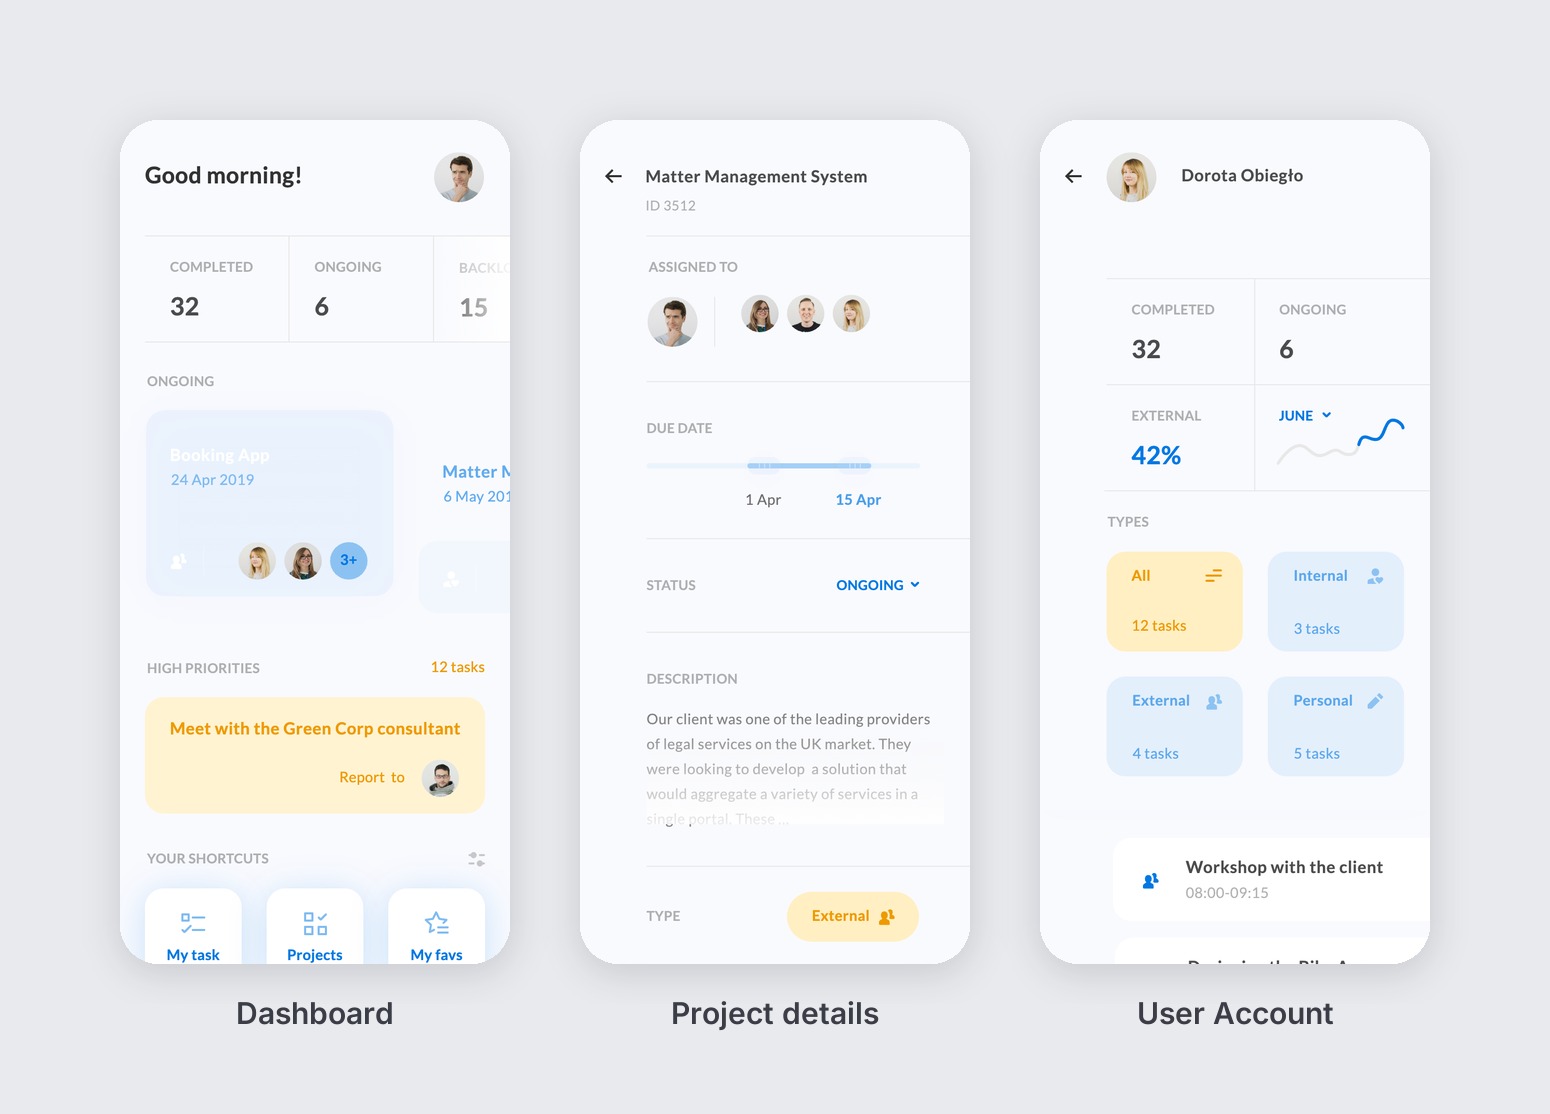 Good morning!
COMPLETED
32
ONGOING
6
BACKLO
15
ONGOING
Booking App
24 Apr 2019
3+
Matter M
6 May 201
HIGH PRIORITIES
12 tasks
Meet with the Green Corp consultant
Report to
YOUR SHORTCUTS
My task
Projects
My favs
Dashboard
Matter Management System
ID 3512
ASSIGNED TO
DUE DATE
1 Apr
15 Apr
STATUS
ONGOING
DESCRIPTION
Our client was one of the leading providers
of legal services on the UK market. They
were looking to develop a solution that
would aggregate a variety of services in a
single portal. These ...
TYPE
External
Project details
Dorota Obiegło
COMPLETED
32
ONGOING
6
EXTERNAL
42%
JUNE
TYPES
All
12 tasks
Internal
3 tasks
External
4 tasks
Personal
5 tasks
Workshop with the client
08:00-09:15
User Account